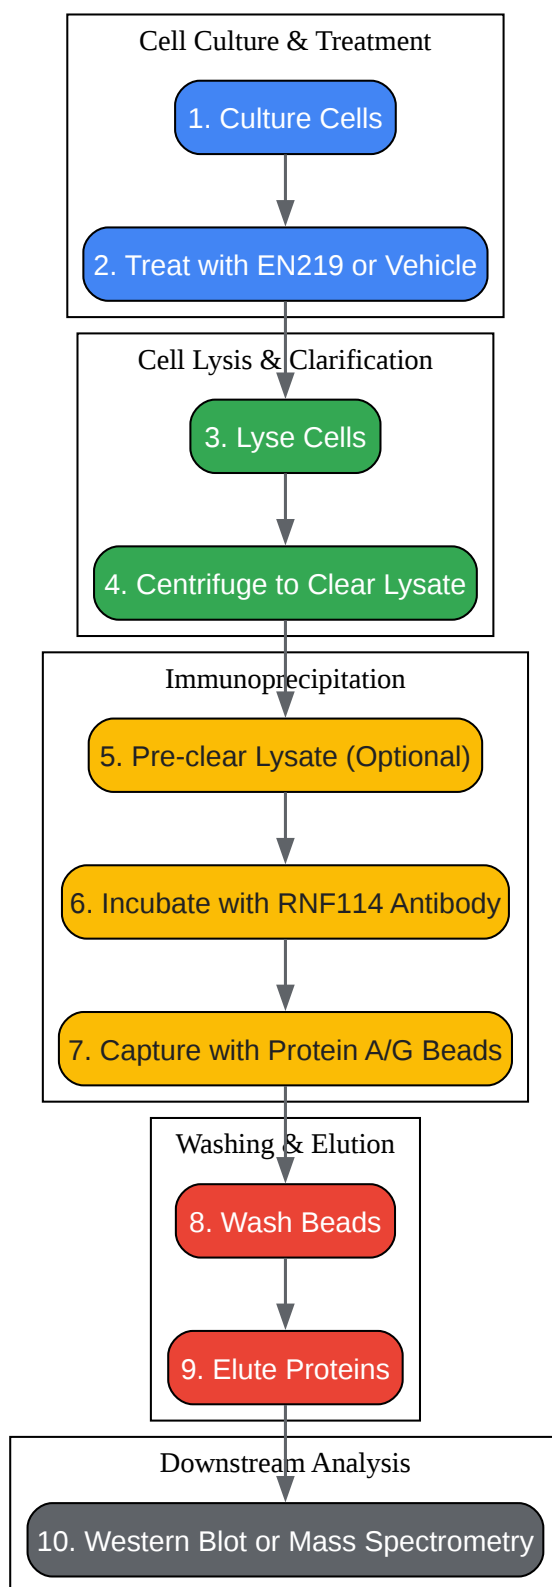 Cell Culture & Treatment
1. Culture Cells
2. Treat with EN219 or Vehicle
Cell Lysis & Clarification
3. Lyse Cells
4. Centrifuge to Clear Lysate
Immunoprecipitation
5. Pre-clear Lysate (Optional)
6. Incubate with RNF114 Antibody
7. Capture with Protein A/G Beads
Washing & Elution
8. Wash Beads
9. Elute Proteins
Downstream Analysis
10. Western Blot or Mass Spectrometry